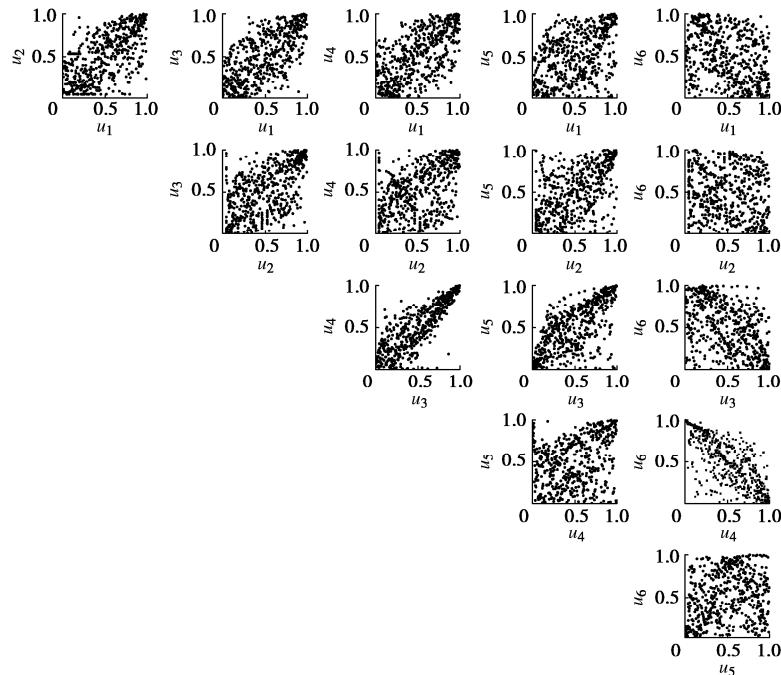 1.0 1.0 1.0 1.0 1.0
u2 0.5 u3 0.5 u4 0.5 u5 0.5 u6 0.5
0 0.5 1.0 0 0.5 1.0 0 0.5 1.0 0 0.5 1.0 0 0.5 1.0
u1 u1 u1 u1 u1
1.0 1.0 1.0 1.0
u3 0.5 u4 0.5 u5 0.5 u6 0.5
0 0.5 1.0 0 0.5 1.0 0 0.5 1.0 0 0.5 1.0
u2 u2 u2 u2
1.0 1.0 1.0
u4 0.5 u5 0.5 u6 0.5
0 0.5 1.0 0 0.5 1.0 0 0.5 1.0
u3 u3 u3
1.0 1.0
u5 0.5 u6 0.5
0 0.5 1.0 0 0.5 1.0
u4 u4
1.0
u6 0.5
0 0.5 1.0
u5